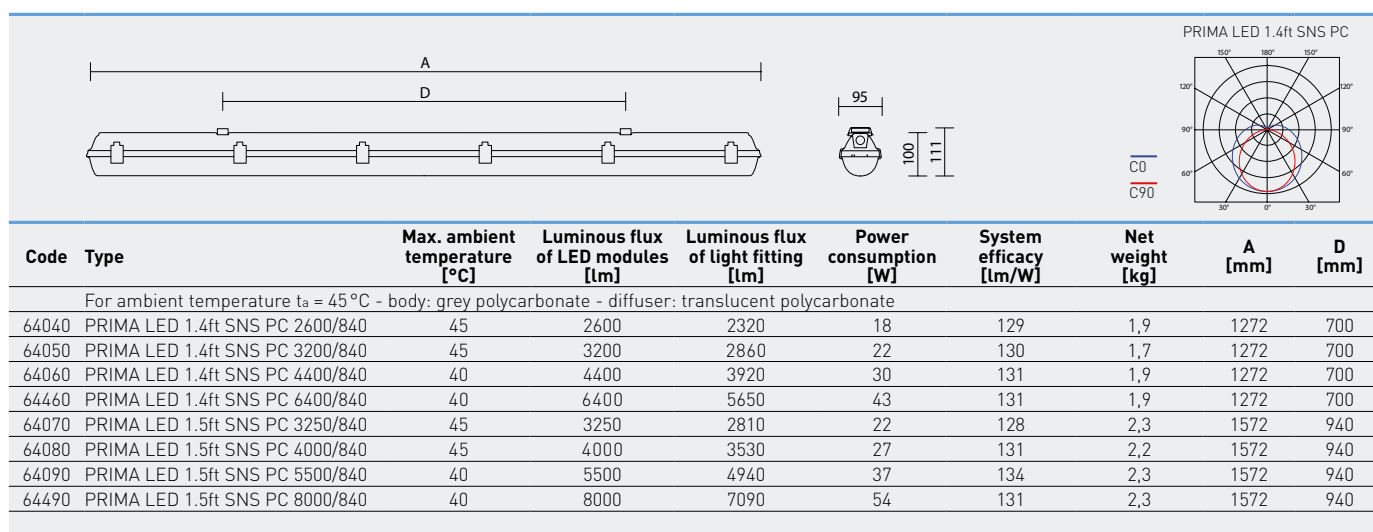 PRIMA LED 1.4ft SNS PC
A
D
95
100
111
150° 180° 150°
120° 120°
90° 90°
60° 60°
30° 0° 30°
C0
C90
Code Type Max. ambient temperature [°C] Luminous flux of LED modules [lm] Luminous flux of light fitting [lm] Power consumption [W] System efficacy [lm/W] Net weight [kg] A [mm] D [mm]
For ambient temperature ta = 45°C - body: grey polycarbonate - diffuser: translucent polycarbonate
64040 PRIMA LED 1.4ft SNS PC 2600/840 45 2600 2320 18 129 1,9 1272 700
64050 PRIMA LED 1.4ft SNS PC 3200/840 45 3200 2860 22 130 1,7 1272 700
64060 PRIMA LED 1.4ft SNS PC 4400/840 40 4400 3920 30 131 1,9 1272 700
64460 PRIMA LED 1.4ft SNS PC 6400/840 40 6400 5650 43 131 1,9 1272 700
64070 PRIMA LED 1.5ft SNS PC 3250/840 45 3250 2810 22 128 2,3 1572 940
64080 PRIMA LED 1.5ft SNS PC 4000/840 45 4000 3530 27 131 2,2 1572 940
64090 PRIMA LED 1.5ft SNS PC 5500/840 40 5500 4940 37 134 2,3 1572 940
64490 PRIMA LED 1.5ft SNS PC 8000/840 40 8000 7090 54 131 2,3 1572 940